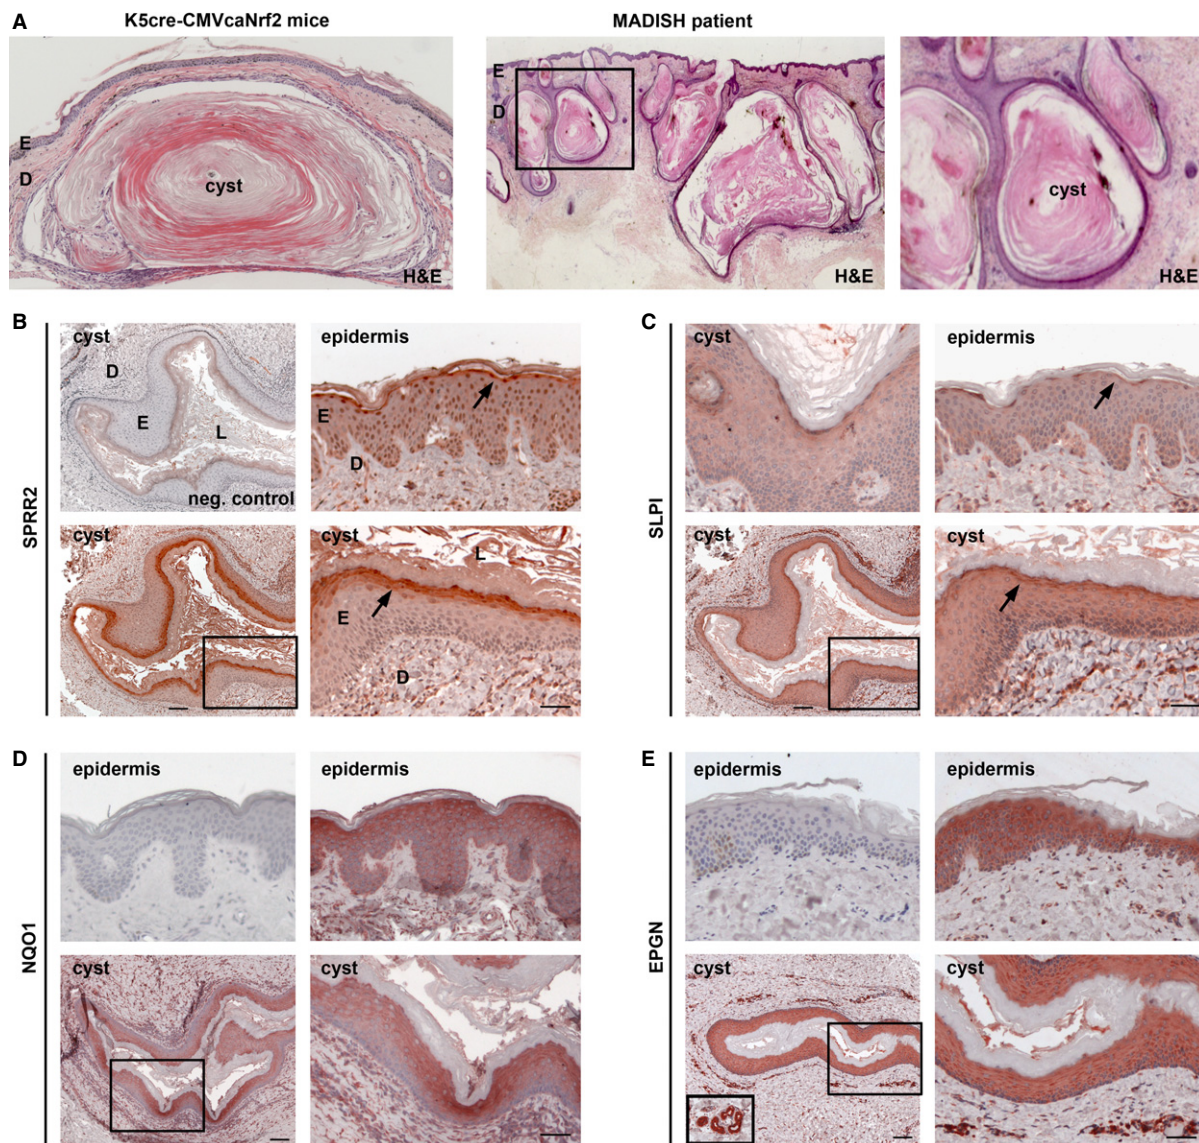 A
K5cre-CMVcaNrf2 mice
MADISH patient
E
D
cyst
H&E
E
D
H&E
cyst
H&E
B
SPRR2
cyst
D
E
L
neg. control
epidermis
E
D
cyst
cyst
L
E
D
C
SLPI
cyst
epidermis
cyst
cyst
D
NQO1
epidermis
epidermis
cyst
cyst
E
EPGN
epidermis
epidermis
cyst
cyst